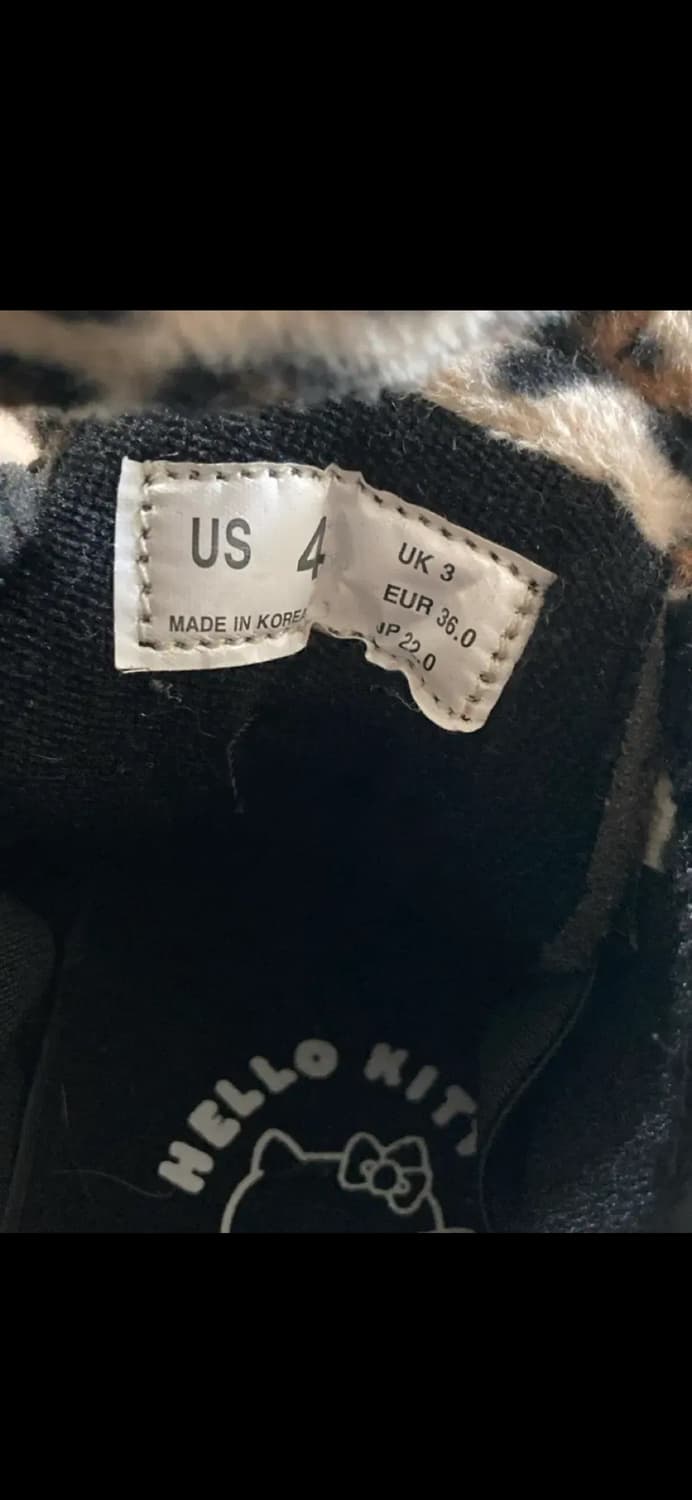 US 4
MADE IN KOREA
UK 3
EUR 36.0
JP 22.0
HELLO KITTY